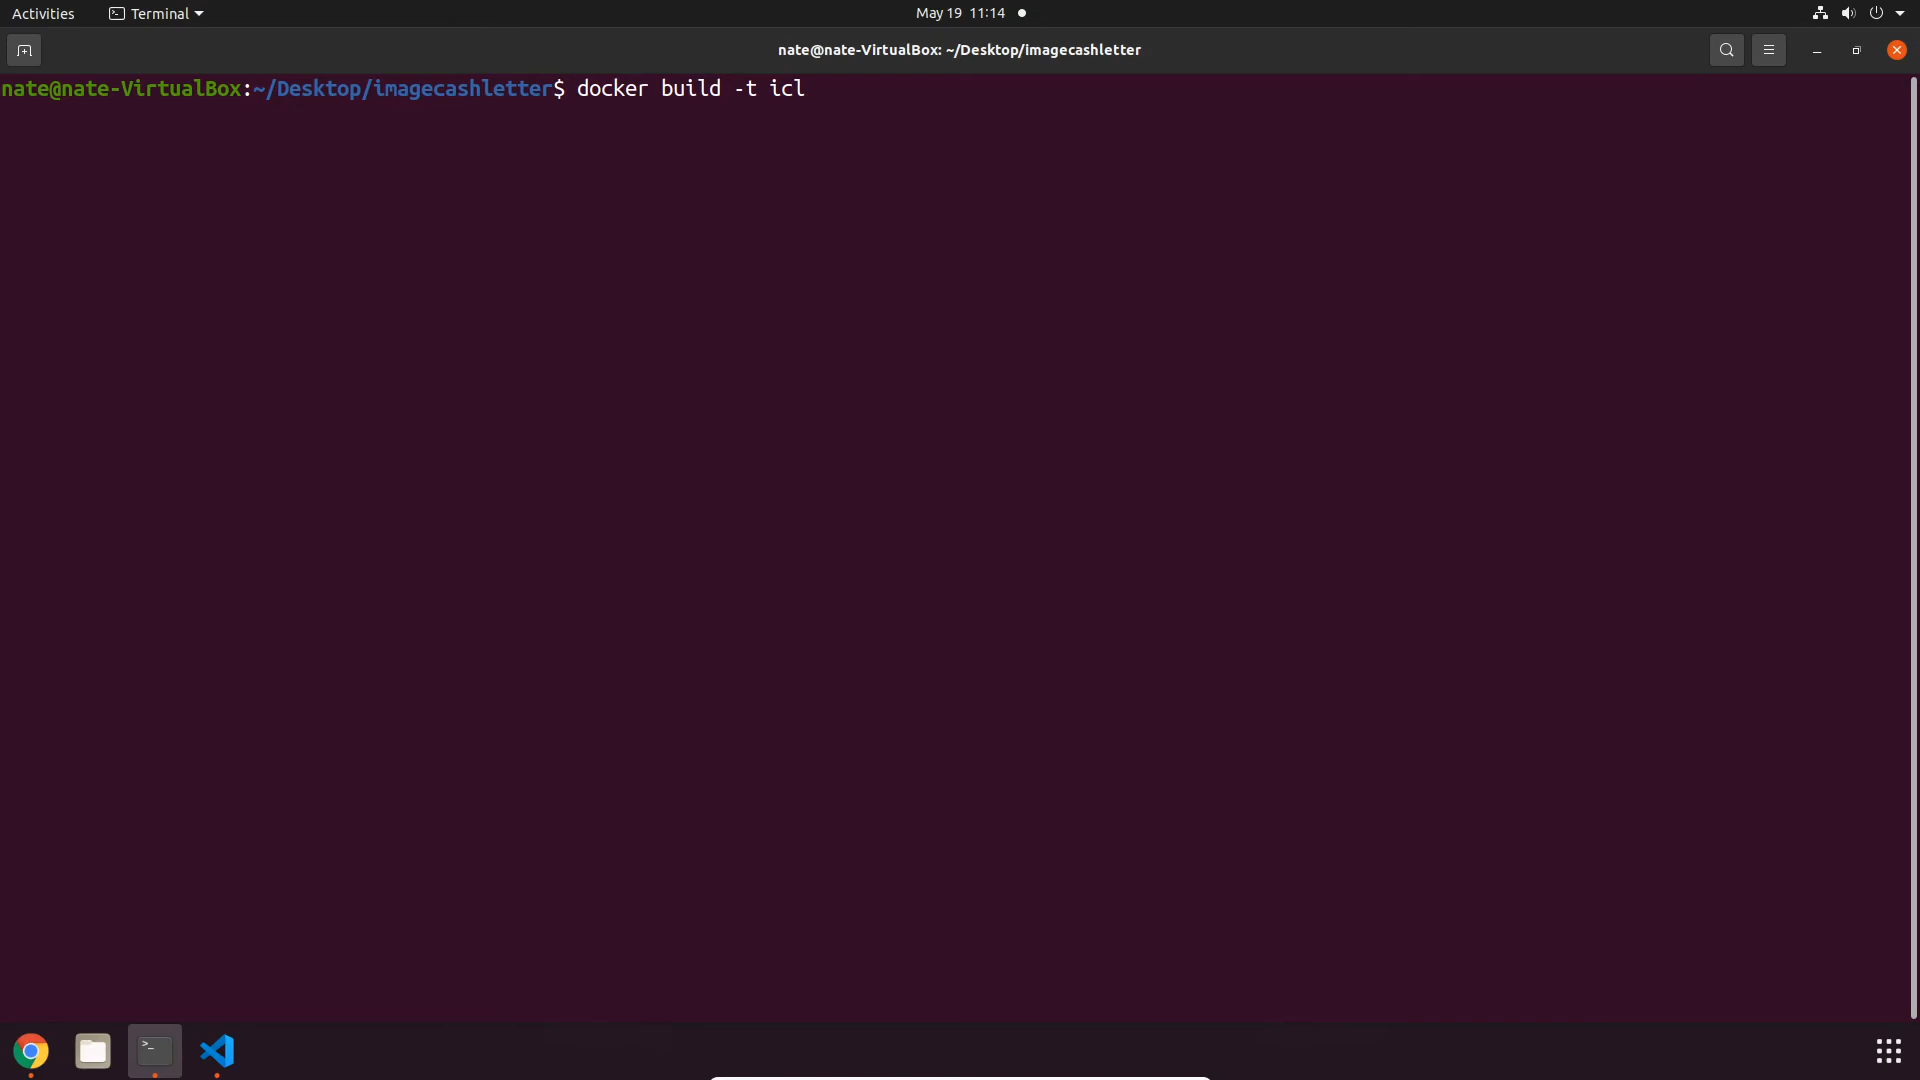 Activities
Terminal
May 19 11:14
nate@nate-VirtualBox: ~/Desktop/imagecashletter
nate@nate-VirtualBox:~/Desktop/imagecashletter$ docker build -t icl
>_